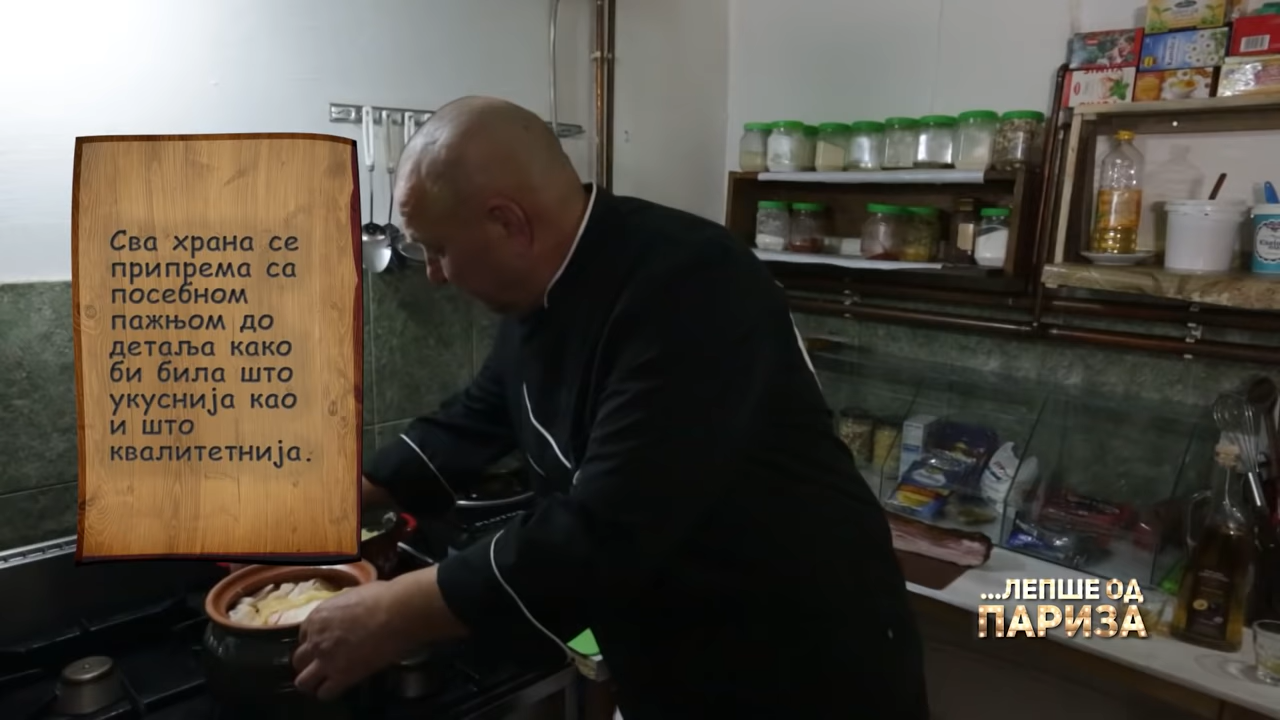 Сва храна се
припрема са
посебном
пажњом до
детаља како
би била што
укуснија као
и што
квалитетнија.
...ЛЕПШЕ ОД
ПАРИЗА